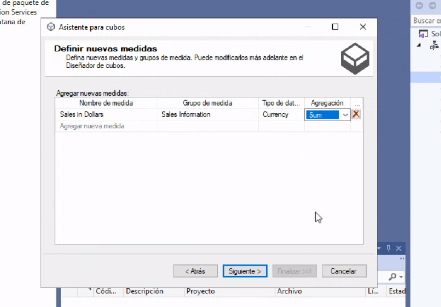 de paquete de
ion Services
ntana de
Asistente para cubos
Definir nuevas medidas
Defina nuevas medidas y grupos de medida. Puede modificarlos más adelante en el
Diseñador de cubos.
Buscar e
Sol
Agregar nuevas medidas:
Nombre de medida Grupo de medida Tipo de dat... Agregación ...
Sales in Dollars Sales Information Currency Sum
Agregar nueva medida
< Atrás Siguiente > Finalizar >>| Cancelar
Códi... Descripción Proyecto Archivo Lí... Estad